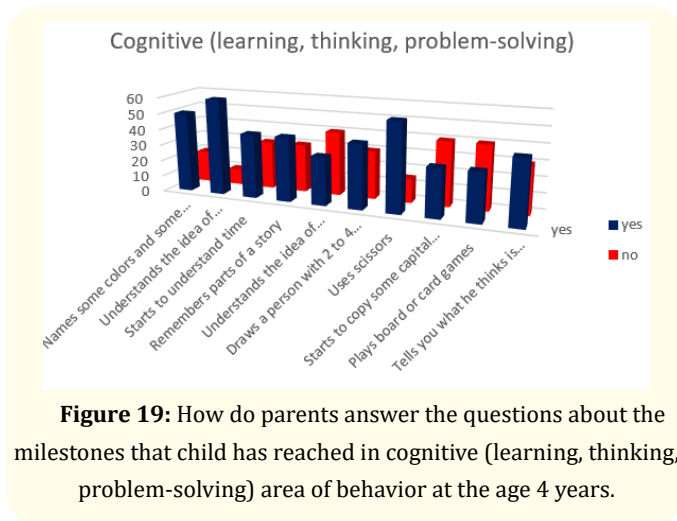 Cognitive (learning, thinking, problem-solving)
60
50
40
30
20
10
0
Names some colors and some...
Understands the idea of...
Starts to understand time
Remembers parts of a story
Understands the idea of...
Draws a person with 2 to 4...
Uses scissors
Starts to copy some capital...
Plays board or card games
Tells you what he thinks is...
yes
yes
no
Figure 19: How do parents answer the questions about the
milestones that child has reached in cognitive (learning, thinking,
problem-solving) area of behavior at the age 4 years.